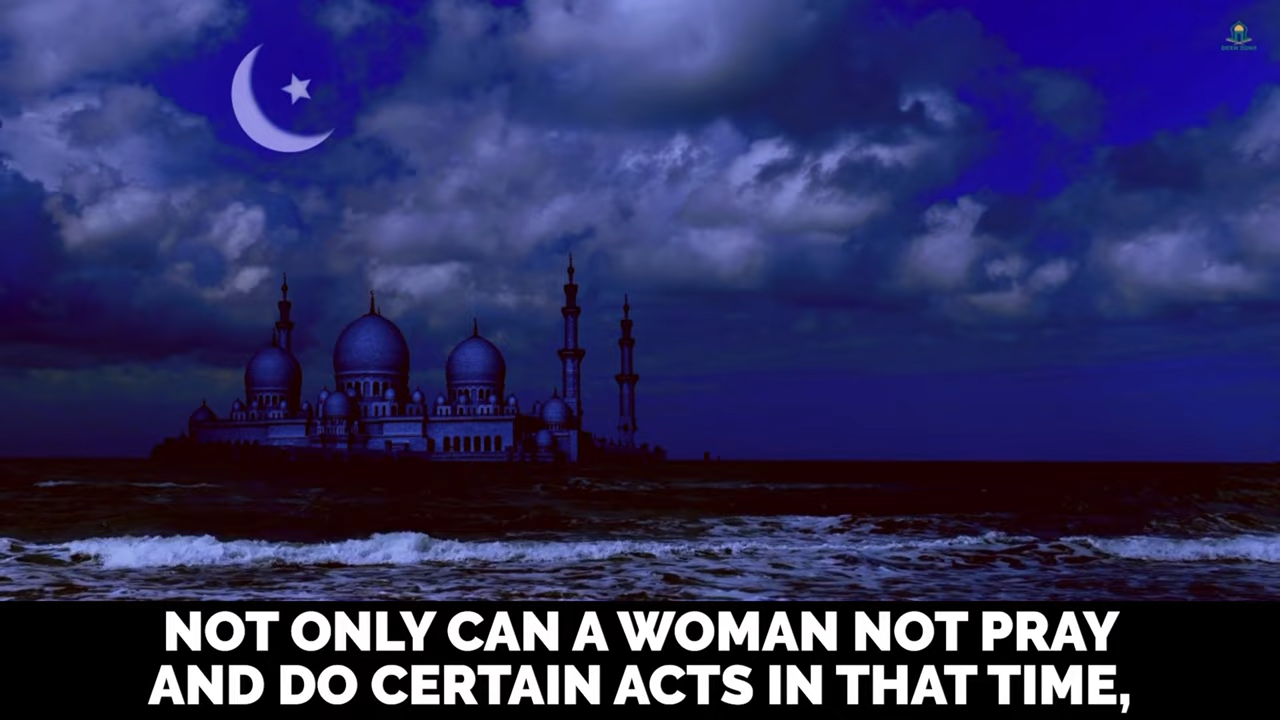 NOT ONLY CAN A WOMAN NOT PRAY
AND DO CERTAIN ACTS IN THAT TIME,